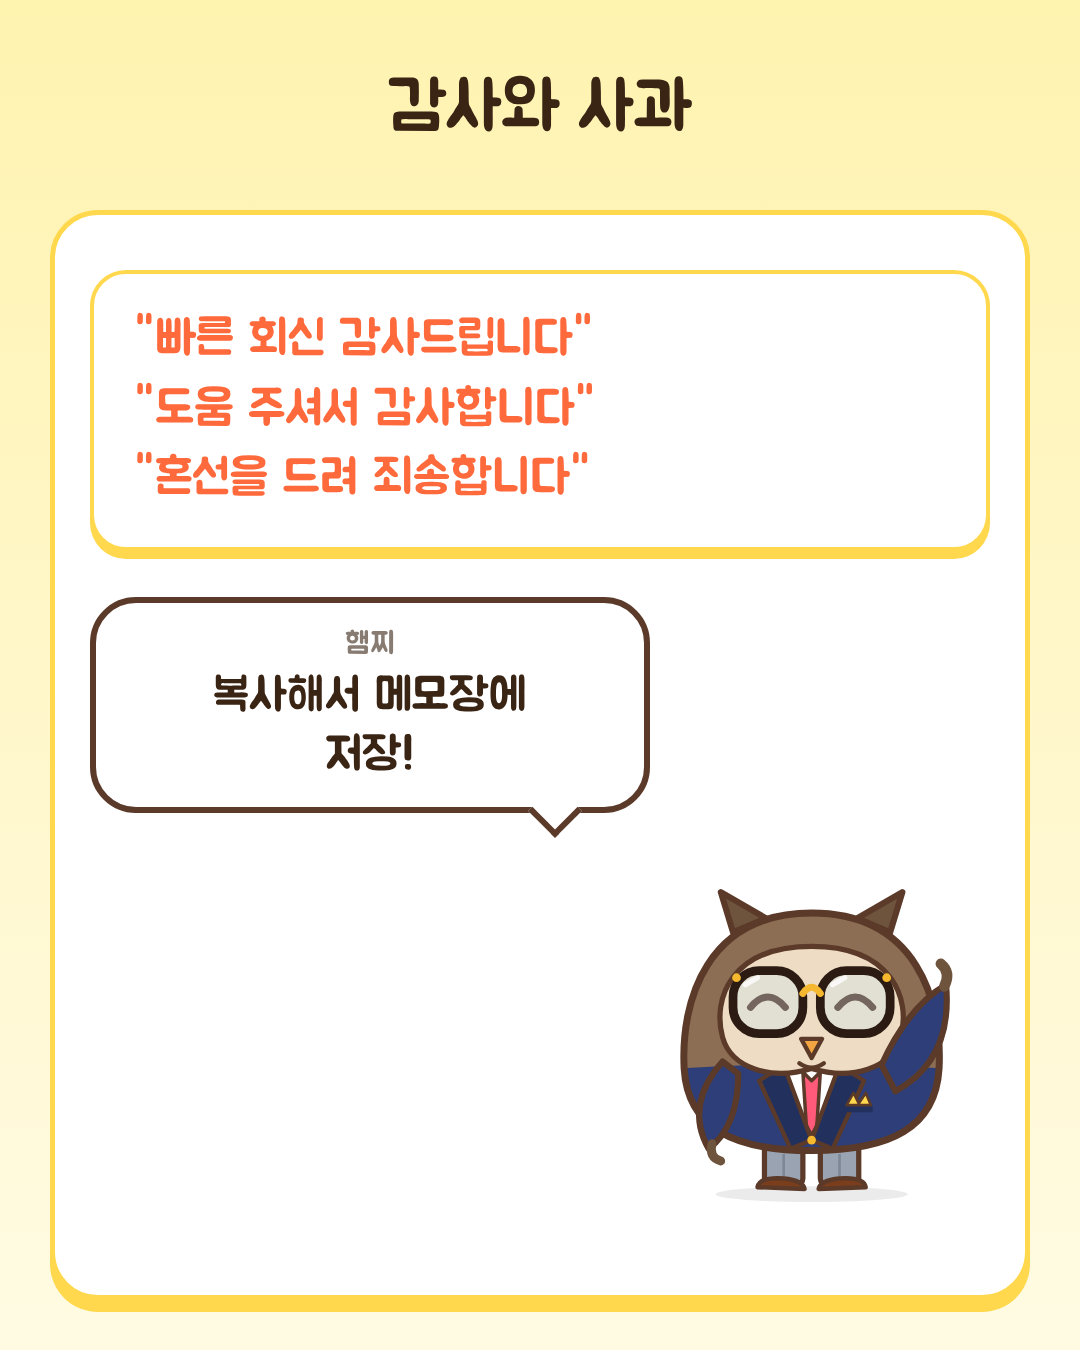 감사와 사과
"빠른 회신 감사드립니다"
"도움 주셔서 감사합니다"
"혼선을 드려 죄송합니다"
햄찌
복사해서 메모장에
저장!